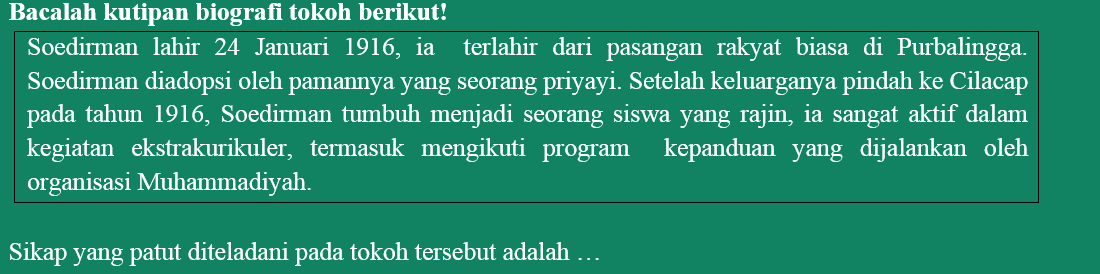 Bacalah kutipan biografi tokoh berikut!
Soedirman lahir 24 Januari 1916, ia terlahir dari pasangan rakyat biasa di Purbalingga.
Soedirman diadopsi oleh pamannya yang seorang priyayi. Setelah keluarganya pindah ke Cilacap
pada tahun 1916, Soedirman tumbuh menjadi seorang siswa yang rajin, ia sangat aktif dalam
kegiatan ekstrakurikuler, termasuk mengikuti program kepanduan yang dijalankan oleh
organisasi Muhammadiyah.
Sikap yang patut diteladani pada tokoh tersebut adalah …